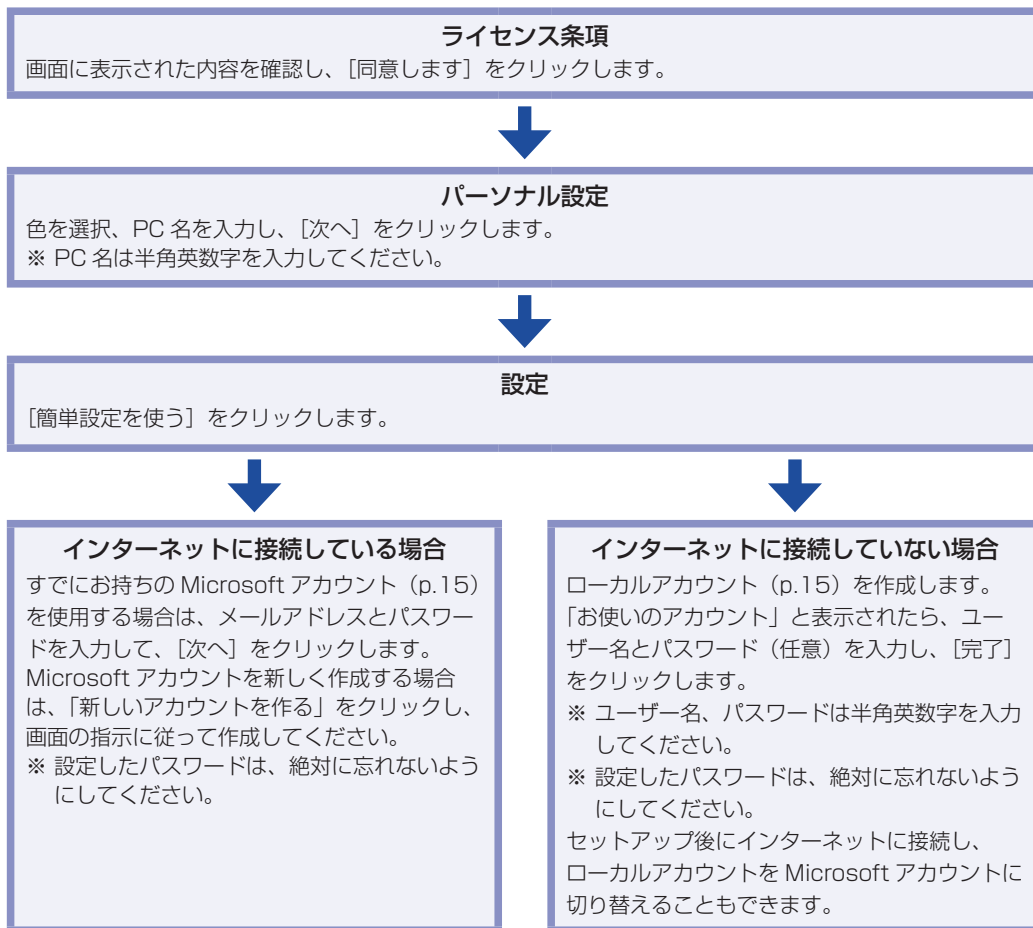 ライセンス条項
画面に表示された内容を確認し、［同意します］をクリックします。
パーソナル設定
色を選択、PC 名を入力し、［次へ］をクリックします。
※ PC 名は半角英数字を入力してください。
設定
［簡単設定を使う］をクリックします。
インターネットに接続している場合
すでにお持ちの Microsoft アカウント（p.15）
を使用する場合は、メールアドレスとパスワー
ドを入力して、［次へ］をクリックします。
Microsoft アカウントを新しく作成する場合
は、「新しいアカウントを作る」をクリックし、
画面の指示に従って作成してください。
※ 設定したパスワードは、絶対に忘れないよう
にしてください。
インターネットに接続していない場合
ローカルアカウント（p.15）を作成します。
「お使いのアカウント」と表示されたら、ユー
ザー名とパスワード（任意）を入力し、［完了］
をクリックします。
※ ユーザー名、パスワードは半角英数字を入力
してください。
※ 設定したパスワードは、絶対に忘れないよう
にしてください。
セットアップ後にインターネットに接続し、
ローカルアカウントを Microsoft アカウントに
切り替えることもできます。